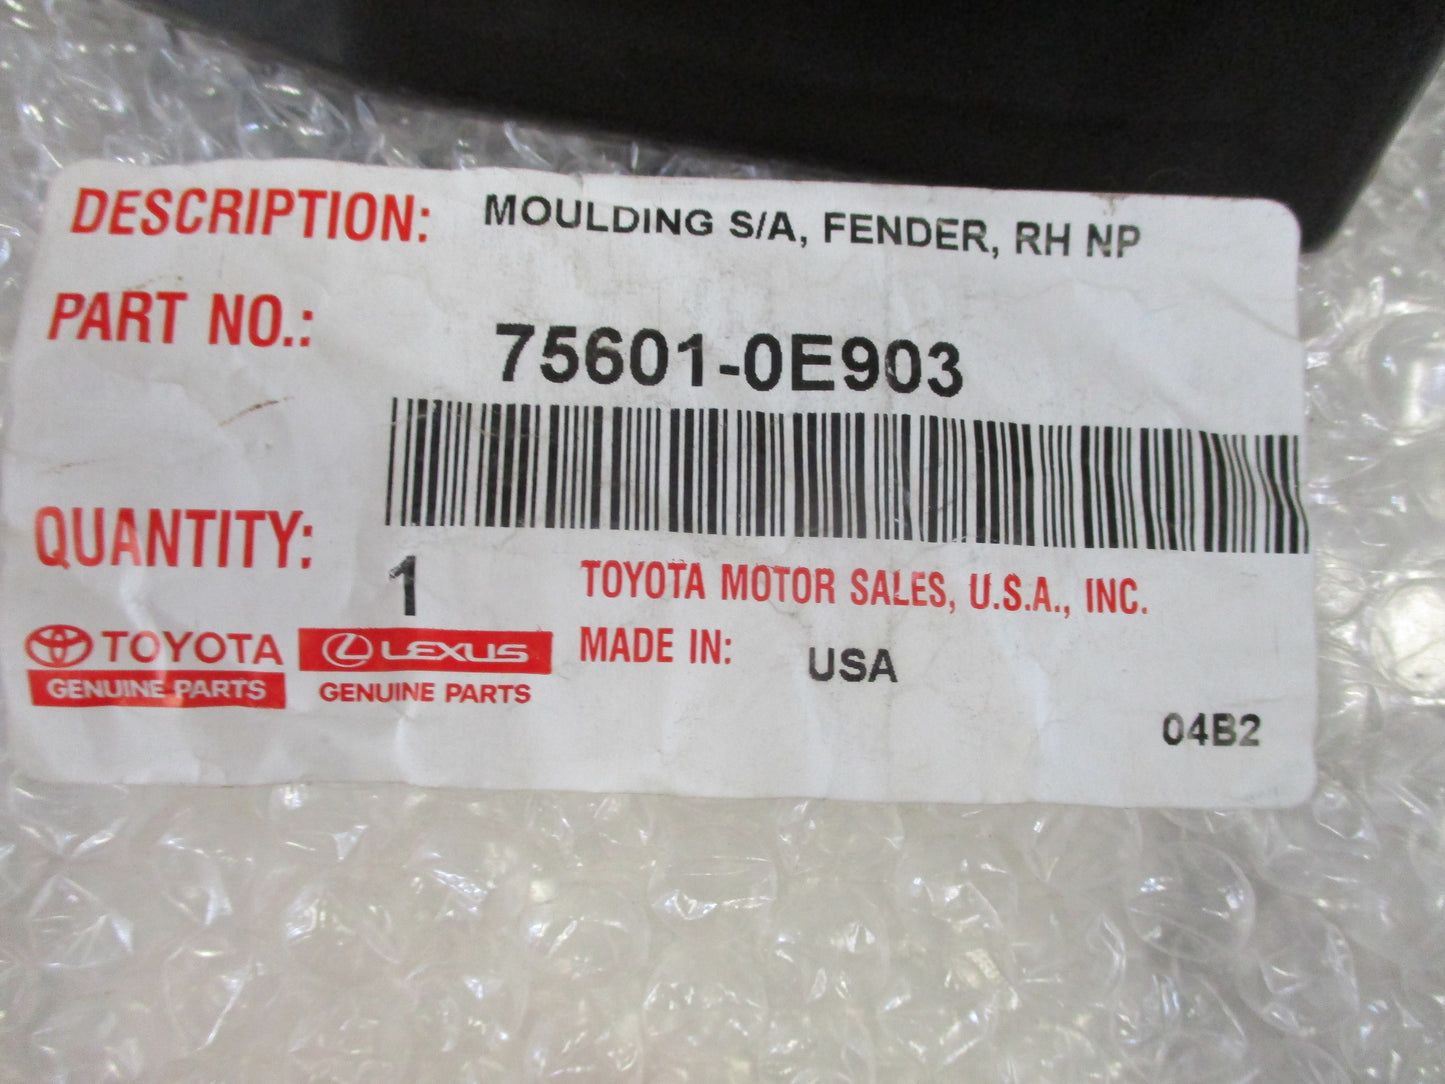 DESCRIPTION: MOULDING S/A, FENDER, RH NP
PART NO.: 75601-0E903
QUANTITY: 1
TOYOTA MOTOR SALES, U.S.A., INC.
TOYOTA LEXUS MADE IN: USA
GENUINE PARTS GENUINE PARTS
04B2